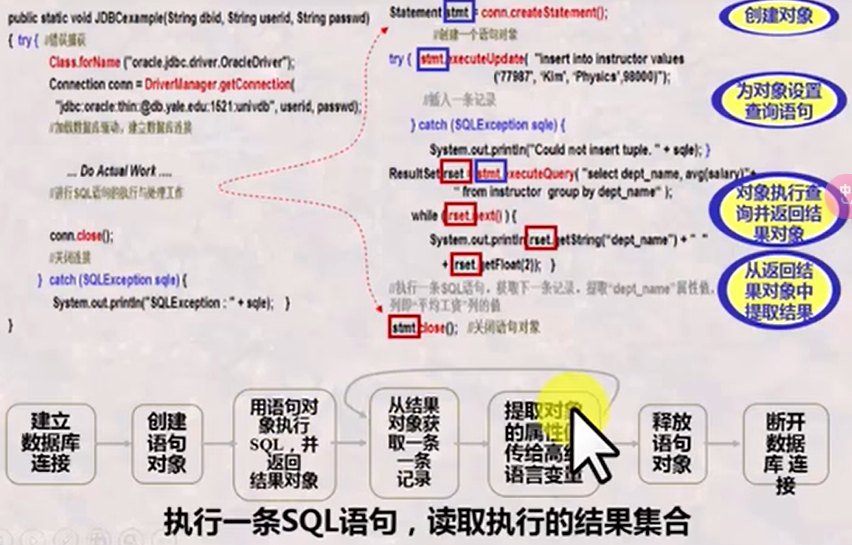 public static void JDBCexample(String dbid, String userid, String passwd)
{ try { //错误捕获
Class.forName ("oracle.jdbc.driver.OracleDriver");
Connection conn = DriverManager.getConnection(
"jdbc:oracle:thin:@db.yale.edu:1521:univdb", userid, passwd);
//加载数据库驱动，建立数据库连接
.... Do Actual Work ....
//进行SQL语句的执行与处理工作
conn.close();
//关闭连接
} catch (SQLException sqle) {
System.out.println("SQLException : " + sqle); }
}
Statement stmt = conn.createStatement();
//创建一个语句对象
try { stmt.executeUpdate( "insert into instructor values
('77987', 'Kim', 'Physics',98000)");
//插入一条记录
} catch (SQLException sqle) {
System.out.println("Could not insert tuple. " + sqle); }
ResultSet rset = stmt.executeQuery( "select dept_name, avg(salary)"+
" from instructor group by dept_name" );
while ( rset.next() ) {
System.out.println(rset.getString("dept_name") + " "
+ rset.getFloat(2)); }
//执行一条SQL语句，获取下一条记录，提取"dept_name"属性值，
列即"平均工资"列的值
stmt.close(); //关闭语句对象
创建对象
为对象设置
查询语句
对象执行查
询并返回结
果对象
从返回结
果对象中
提取结果
中
建立
数据库
连接
创建
语句
对象
用语句对
象执行
SQL，并
返回
结果对象
从结果
对象获
取一条
一条
记录
提取对象
的属性
传给高级
语言变量
释放
语句
对象
断开
数据
库 连
接
执行一条SQL语句，读取执行的结果集合